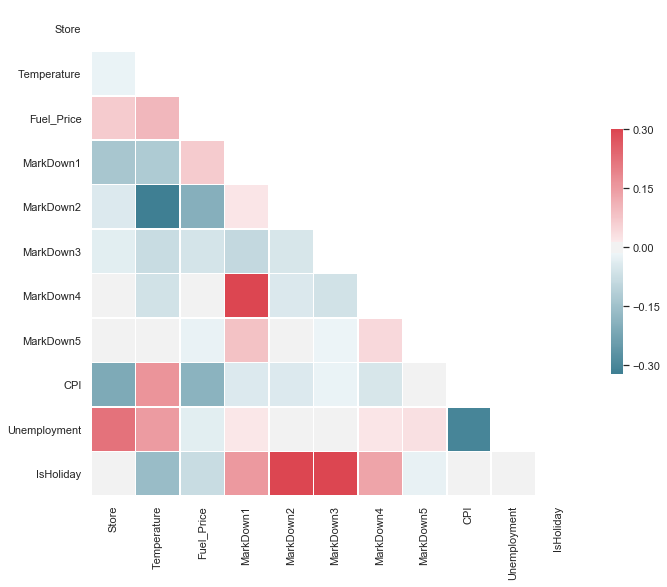 Store
Temperature
Fuel_Price
MarkDown1
MarkDown2
MarkDown3
MarkDown4
MarkDown5
CPI
Unemployment
IsHoliday
Store
Temperature
Fuel_Price
MarkDown1
MarkDown2
MarkDown3
MarkDown4
MarkDown5
CPI
Unemployment
IsHoliday
0.30
0.15
0.00
−0.15
−0.30